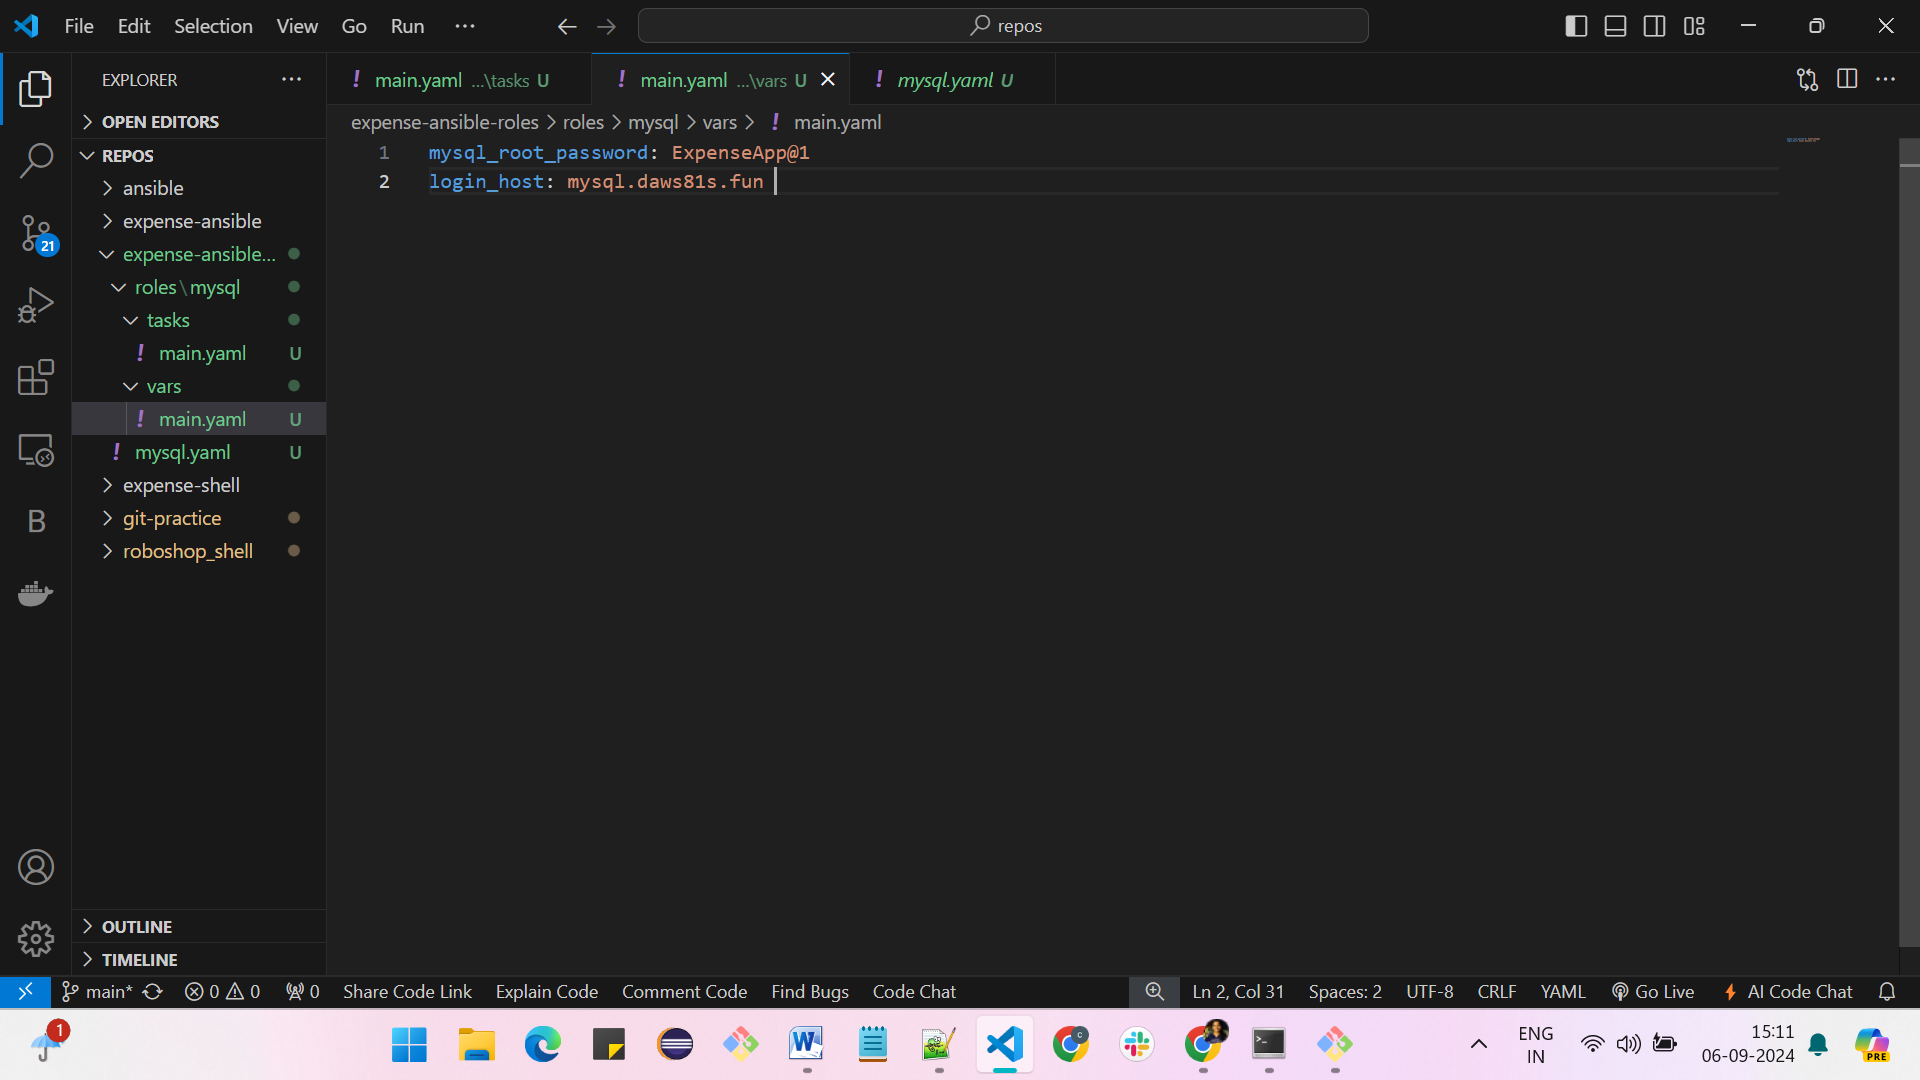 File Edit Selection View Go Run ··· repos
EXPLORER ···
OPEN EDITORS
REPOS
ansible
expense-ansible
expense-ansible...
roles\mysql
tasks
main.yaml U
vars
main.yaml U
mysql.yaml U
expense-shell
git-practice
roboshop_shell
OUTLINE
TIMELINE
21
B
! main.yaml ...\tasks U ! main.yaml ...\vars U ! mysql.yaml U
expense-ansible-roles > roles > mysql > vars > ! main.yaml
1 mysql_root_password: ExpenseApp@1
2 login_host: mysql.daws81s.fun
main* 0 0 0 Share Code Link Explain Code Comment Code Find Bugs Code Chat Ln 2, Col 31 Spaces: 2 UTF-8 CRLF YAML Go Live AI Code Chat
1 W C ENG
IN
15:11
06-09-2024
PRE